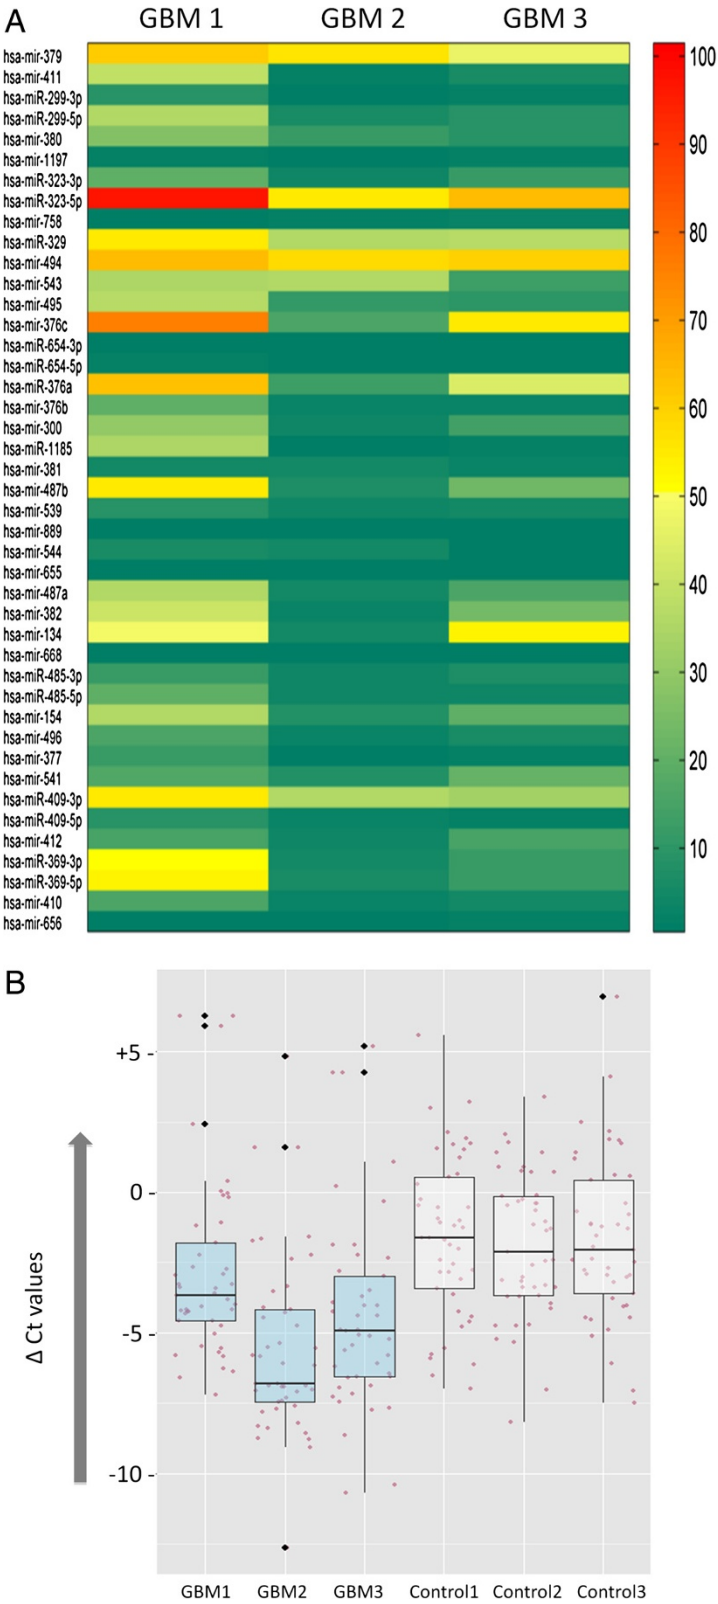 A
GBM 1 GBM 2 GBM 3
hsa-mir-379
hsa-mir-411
hsa-miR-299-3p
hsa-miR-299-5p
hsa-mir-380
hsa-mir-1197
hsa-miR-323-3p
hsa-miR-323-5p
hsa-mir-758
hsa-miR-329
hsa-mir-494
hsa-mir-543
hsa-mir-495
hsa-mir-376c
hsa-miR-654-3p
hsa-miR-654-5p
hsa-miR-376a
hsa-mir-376b
hsa-mir-300
hsa-miR-1185
hsa-mir-381
hsa-mir-487b
hsa-mir-539
hsa-mir-889
hsa-mir-544
hsa-mir-655
hsa-mir-487a
hsa-mir-382
hsa-mir-134
hsa-mir-668
hsa-miR-485-3p
hsa-miR-485-5p
hsa-mir-154
hsa-mir-496
hsa-mir-377
hsa-mir-541
hsa-miR-409-3p
hsa-miR-409-5p
hsa-mir-412
hsa-miR-369-3p
hsa-miR-369-5p
hsa-mir-410
hsa-mir-656
100
90
80
70
60
50
40
30
20
10
B
+5 -
0 -
-5 -
-10 -
Δ Ct values
GBM1 GBM2 GBM3 Control1 Control2 Control3